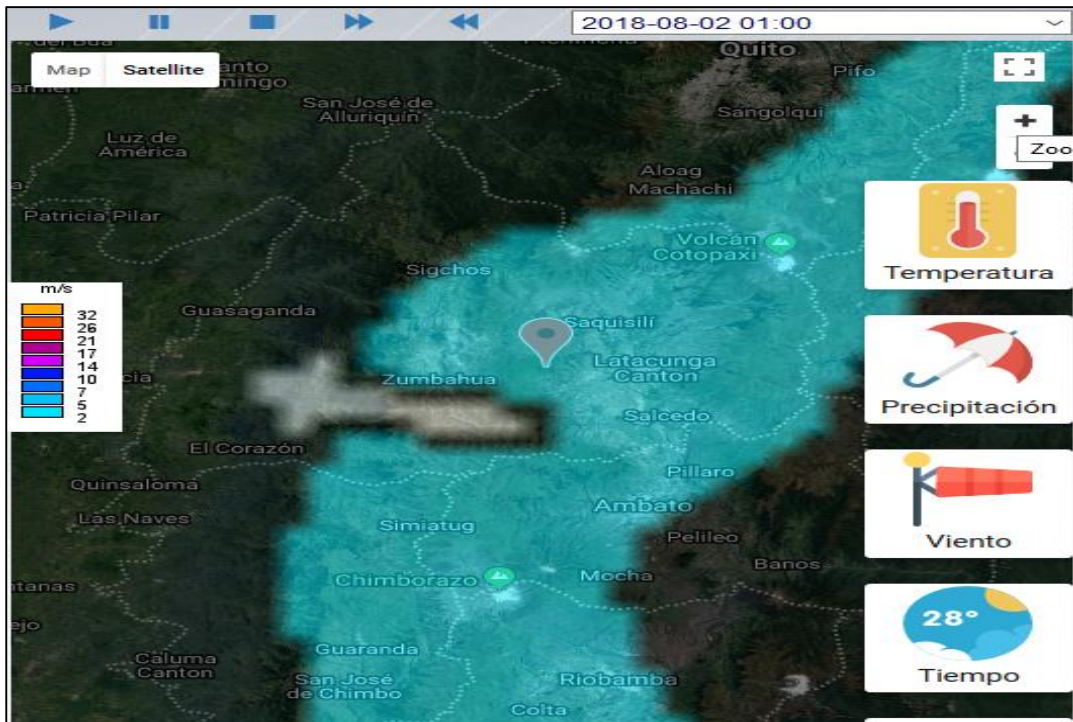 2018-08-02 01:00
Map
Satellite
Quito
Pifo
San José de
Alluriquín
Sangolqui
Luz de
América
Zoo
Aloag
Machachi
Patricia Pilar
Volcán
Cotopaxi
Sigchos
Temperatura
m/s
32
26
21
17
14
10
7
5
2
Guasaganda
Saquisilí
Latacunga
Canton
Zumbahua
Salcedo
Precipitación
El Corazón
Quinsaloma
Pillaro
Las Naves
Ambato
Simiatug
Pelileo
Viento
Banos
Chimborazo
Mocha
28°
Guaranda
Caluma
Canton
San José
de Chimbo
Riobamba
Tiempo
Colta